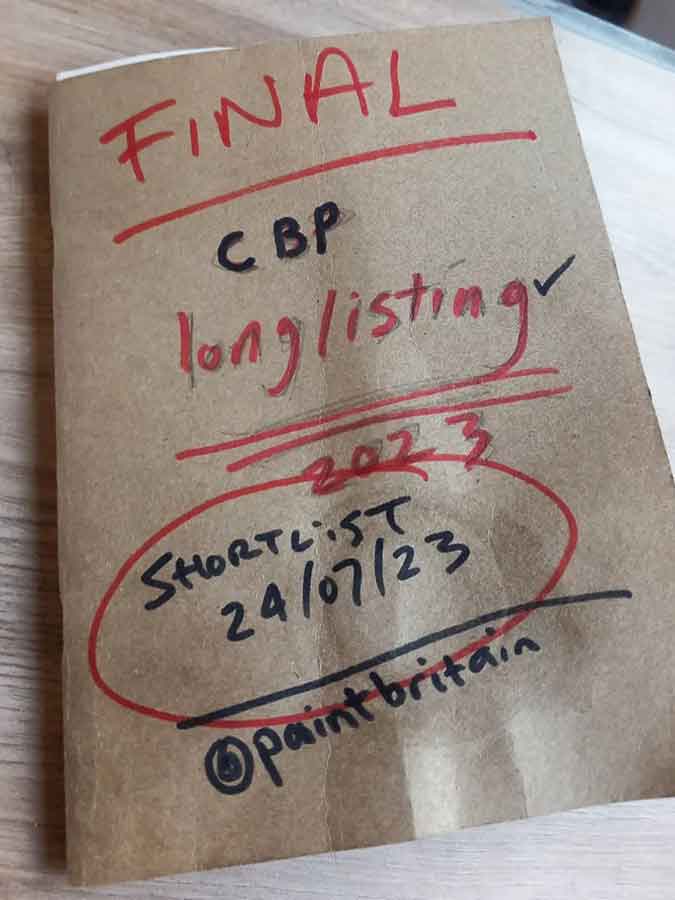 FiNAL
CBP
longlisting ✓
2023
SHORTLiST
24/07/23
@paintbritain